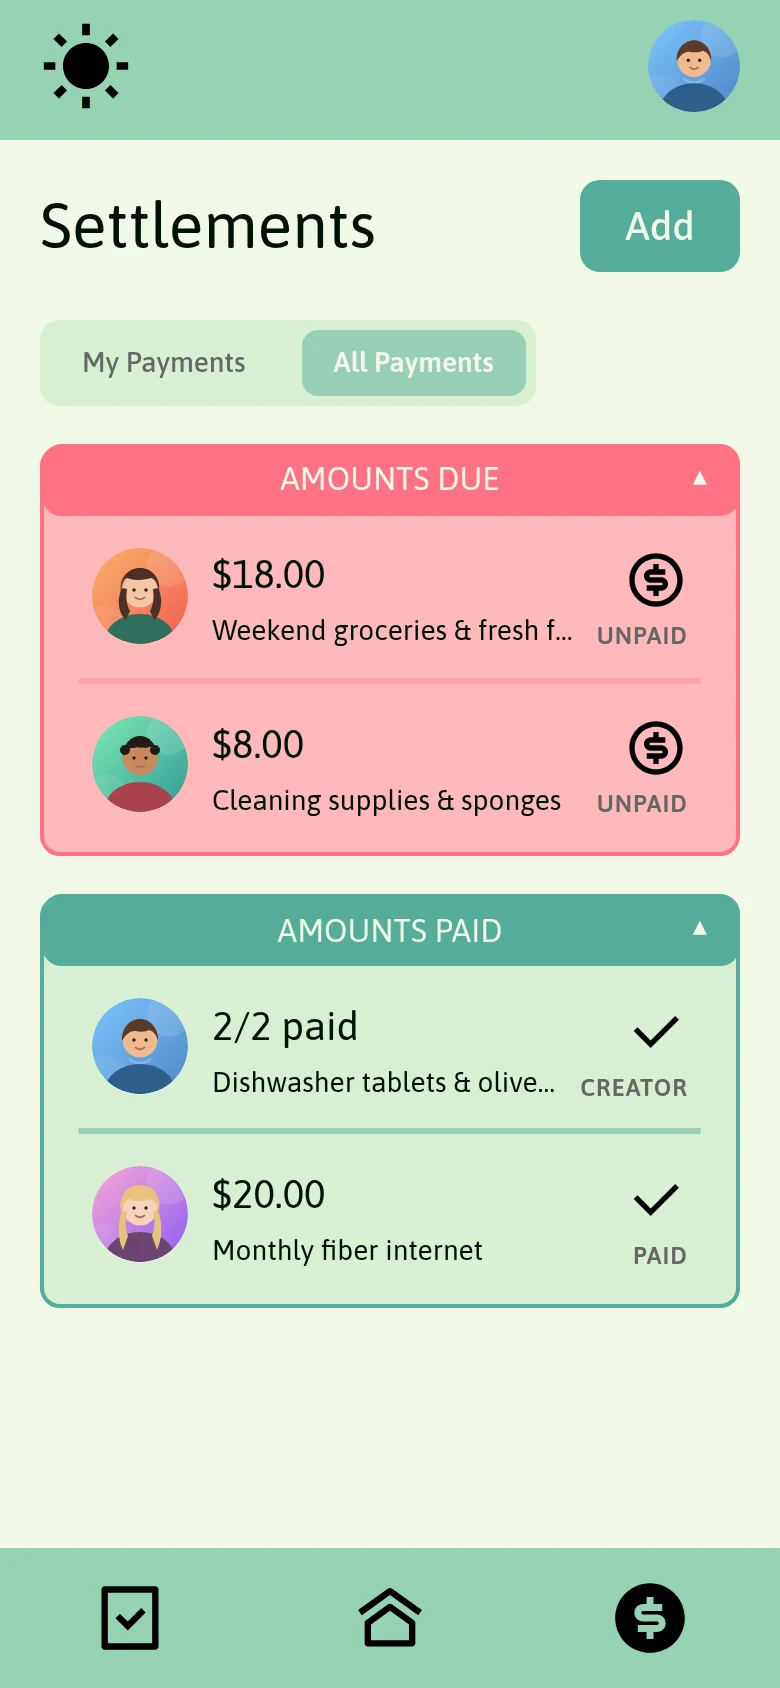 Settlements
Add
My Payments
All Payments
AMOUNTS DUE
$18.00
Weekend groceries & fresh f...
UNPAID
$8.00
Cleaning supplies & sponges
UNPAID
AMOUNTS PAID
2/2 paid
Dishwasher tablets & olive...
CREATOR
$20.00
Monthly fiber internet
PAID